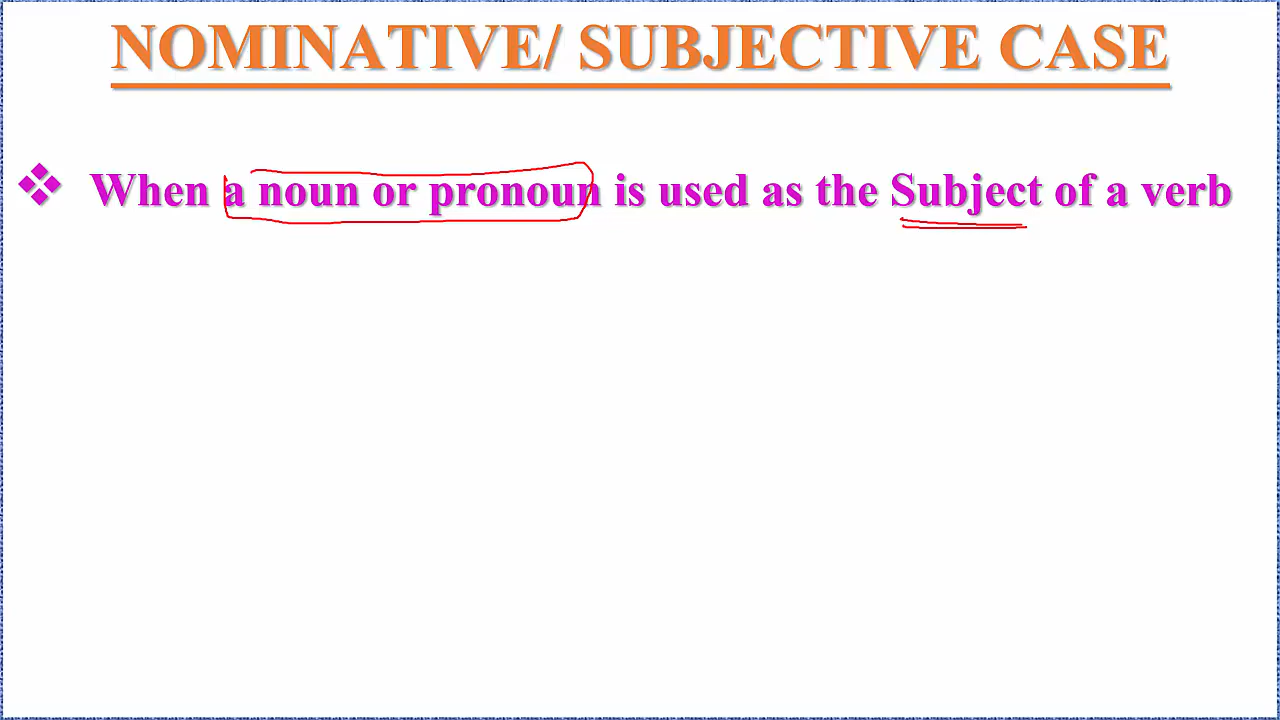 NOMINATIVE/ SUBJECTIVE CASE
❖ When a noun or pronoun is used as the Subject of a verb